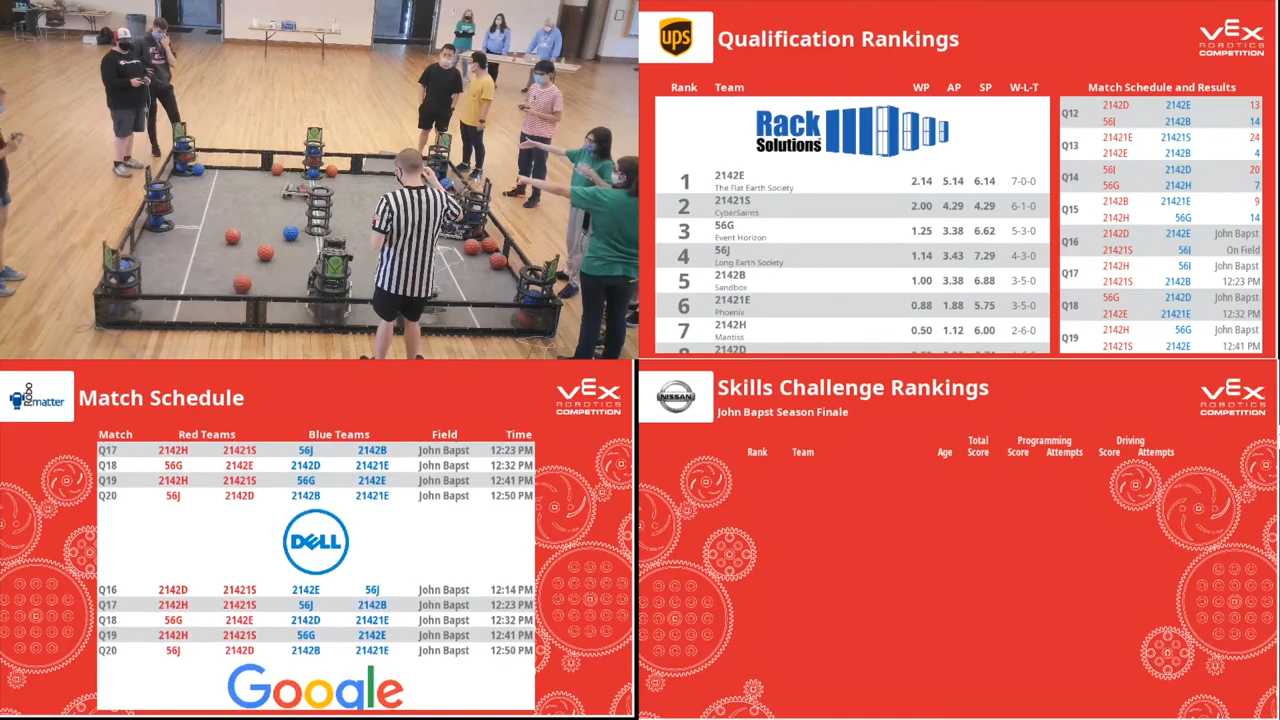 ups
Qualification Rankings
VEX
ROBOTICS
COMPETITION
Rank Team WP AP SP W-L-T
Rack
Solutions
1 2142E 2.14 5.14 6.14 7-0-0
The Flat Earth Society
2 21421S 2.00 4.29 4.29 6-1-0
CyberSaints
3 56G 1.25 3.38 6.62 5-3-0
Event Horizon
4 56J 1.14 3.43 7.29 4-3-0
Long Earth Society
5 2142B 1.00 3.38 6.88 3-5-0
Sandbox
6 21421E 0.88 1.88 5.75 3-5-0
Phoenix
7 2142H 0.50 1.12 6.00 2-6-0
Mantiss
2142D
Match Schedule and Results
Q12 2142D 2142E 13
56J 2142B 14
Q13 21421E 21421S 24
2142E 2142B 4
Q14 56J 2142D 20
56G 2142H 7
Q15 2142B 21421E 9
2142H 56G 14
Q16 2142D 2142E John Bapst
21421S 56J On Field
Q17 2142H 56J John Bapst
21421S 2142B 12:23 PM
Q18 56G 2142D John Bapst
2142E 21421E 12:32 PM
Q19 2142H 56G John Bapst
21421S 2142E 12:41 PM
Robo
matter
Match Schedule
VEX
ROBOTICS
COMPETITION
Match Red Teams Blue Teams Field Time
Q17 2142H 21421S 56J 2142B John Bapst 12:23 PM
Q18 56G 2142E 2142D 21421E John Bapst 12:32 PM
Q19 2142H 21421S 56G 2142E John Bapst 12:41 PM
Q20 56J 2142D 2142B 21421E John Bapst 12:50 PM
DELL
Q16 2142D 21421S 2142E 56J John Bapst 12:14 PM
Q17 2142H 21421S 56J 2142B John Bapst 12:23 PM
Q18 56G 2142E 2142D 21421E John Bapst 12:32 PM
Q19 2142H 21421S 56G 2142E John Bapst 12:41 PM
Q20 56J 2142D 2142B 21421E John Bapst 12:50 PM
Google
NISSAN
Skills Challenge Rankings
John Bapst Season Finale
VEX
ROBOTICS
COMPETITION
Total Programming Driving
Rank Team Age Score Score Attempts Score Attempts